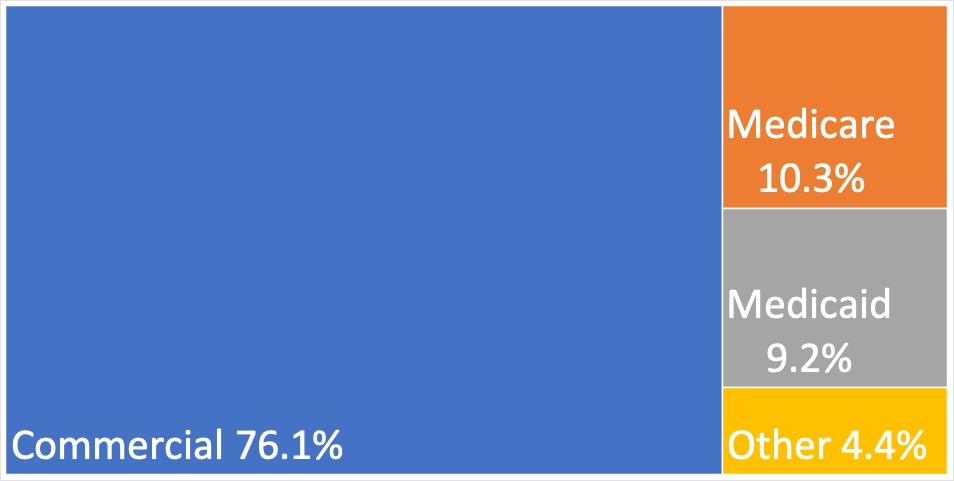 Medicare
10.3%
Medicaid
9.2%
Commercial 76.1%
Other 4.4%